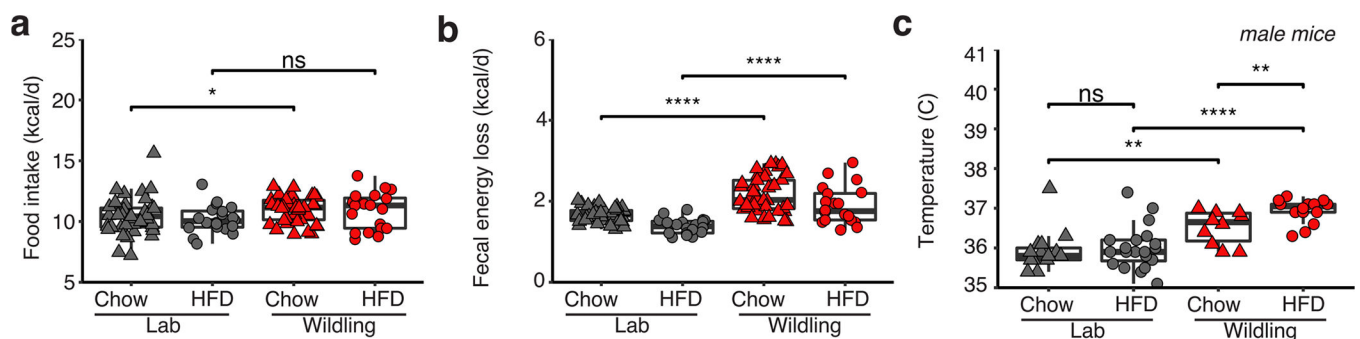 a
Food intake (kcal/d)
25
20
15
10
5
*
ns
Chow HFD Chow HFD
Lab Wildling
b
Fecal energy loss (kcal/d)
6
4
2
0
****
****
Chow HFD Chow HFD
Lab Wildling
c
male mice
Temperature (C)
41
40
39
38
37
36
35
ns
**
****
**
Chow HFD Chow HFD
Lab Wildling